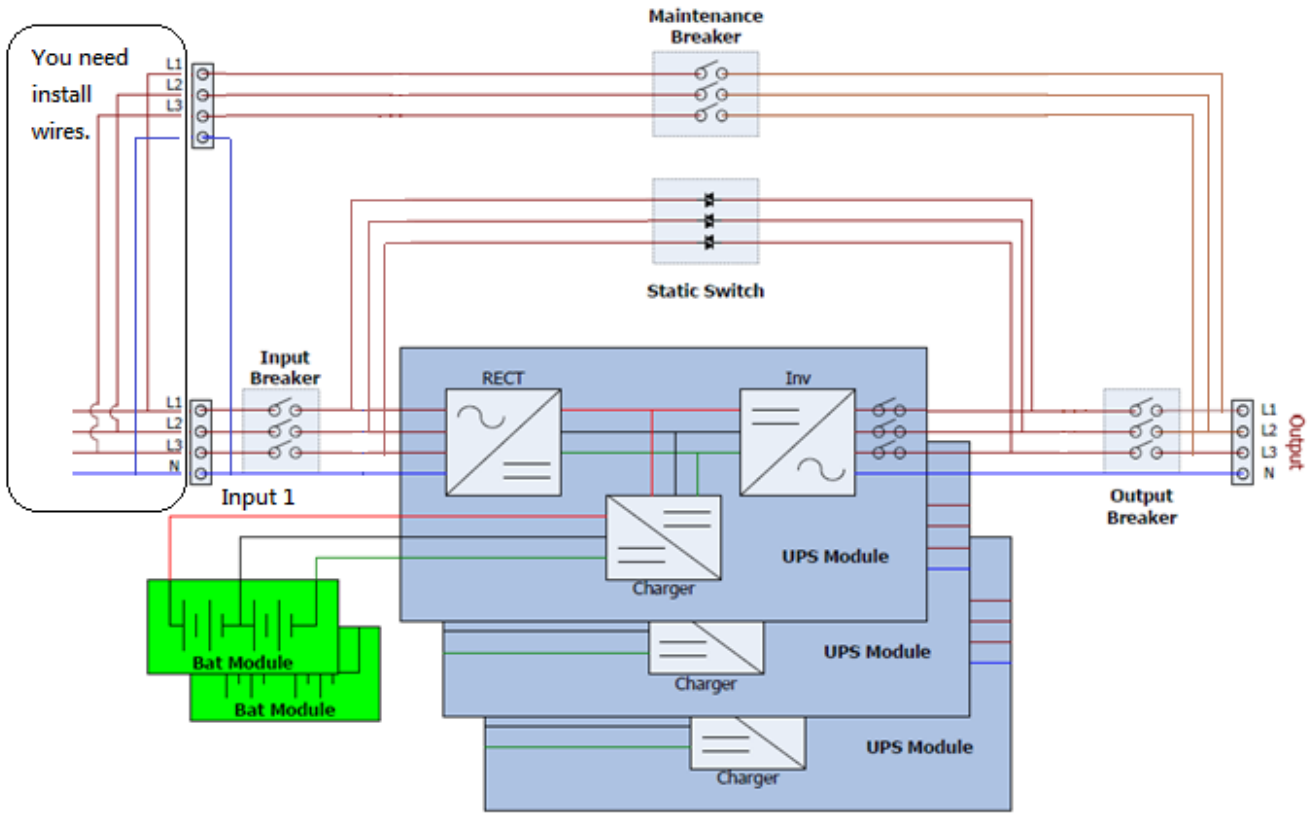 Maintenance
Breaker
You need
install
wires.
L1
L2
L3
Static Switch
Input
Breaker
RECT
Inv
L1
L2
L3
N
Input 1
L1
L2
L3
N
Output
Output
Breaker
UPS Module
Charger
Bat Module
UPS Module
Charger
Bat Module
UPS Module
Charger